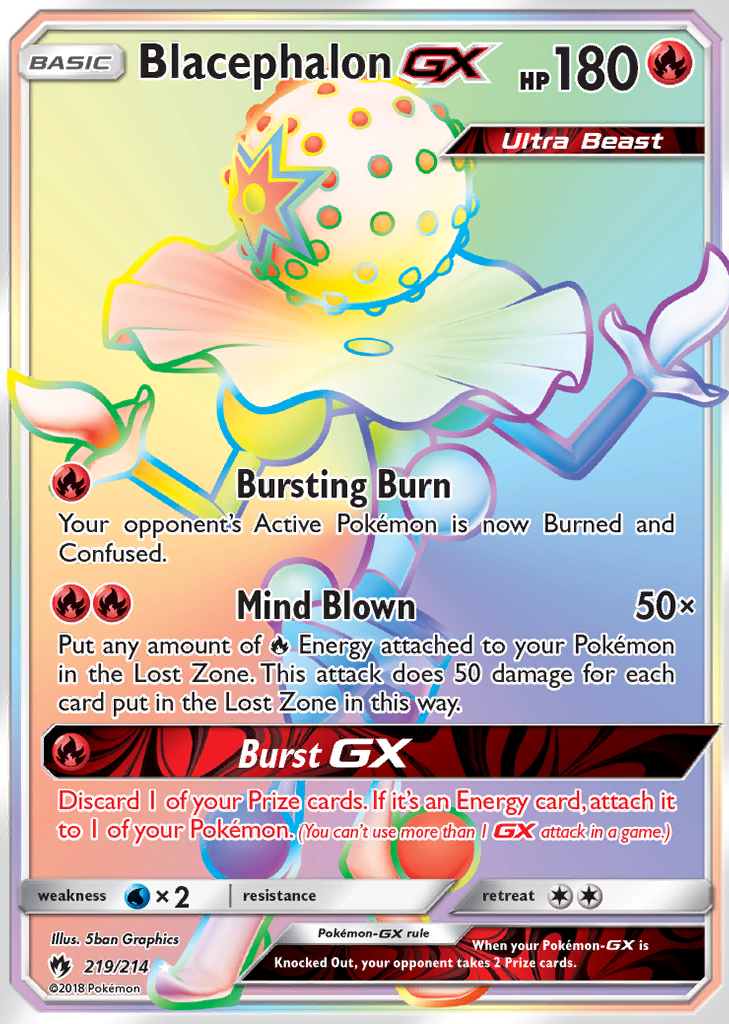 BASIC Blacephalon GX HP 180
Ultra Beast
Bursting Burn
Your opponent's Active Pokémon is now Burned and
Confused.
Mind Blown 50×
Put any amount of Energy attached to your Pokémon
in the Lost Zone. This attack does 50 damage for each
card put in the Lost Zone in this way.
Burst GX
Discard 1 of your Prize cards. If it's an Energy card, attach it
to 1 of your Pokémon. (You can't use more than 1 GX attack in a game.)
weakness ×2 resistance retreat
Illus. 5ban Graphics
219/214
©2018 Pokémon
Pokémon-GX rule
When your Pokémon-GX is
Knocked Out, your opponent takes 2 Prize cards.